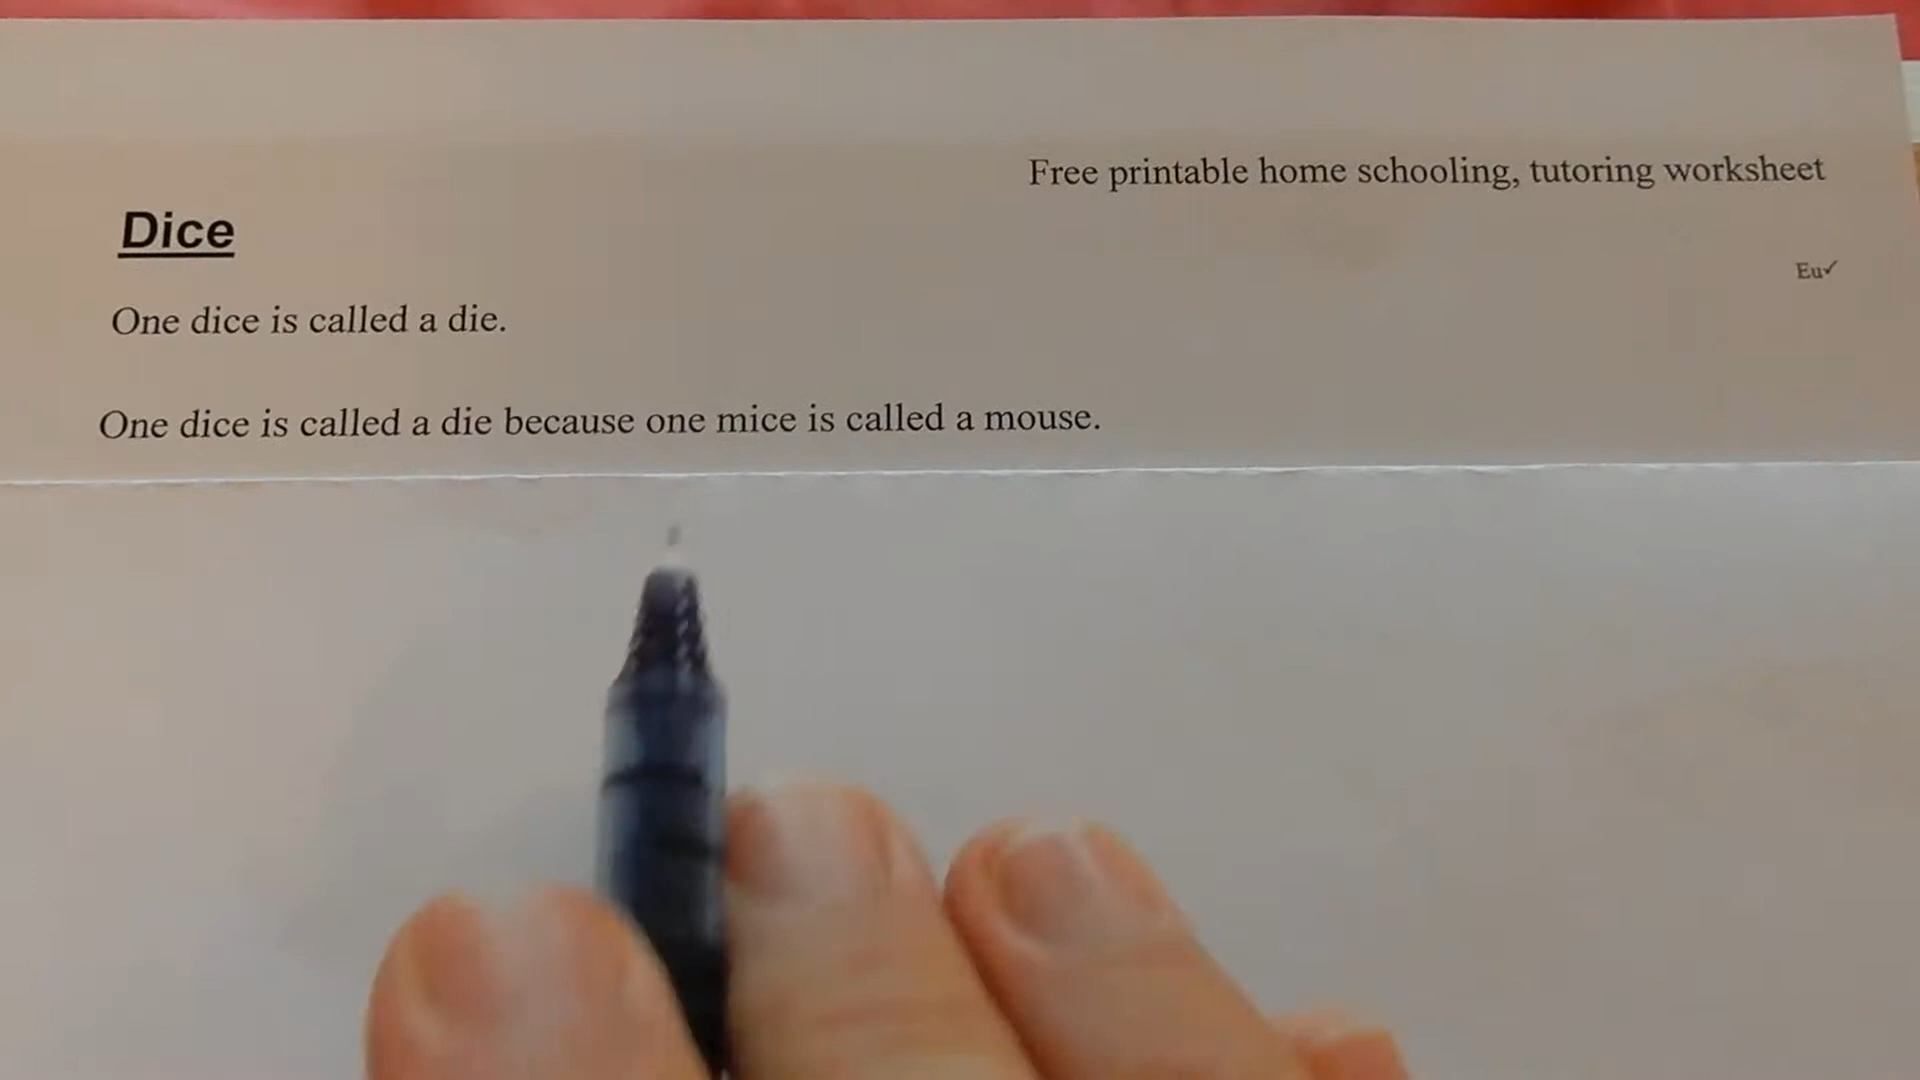 Free printable home schooling, tutoring worksheet
Dice
Eu✓
One dice is called a die.
One dice is called a die because one mice is called a mouse.